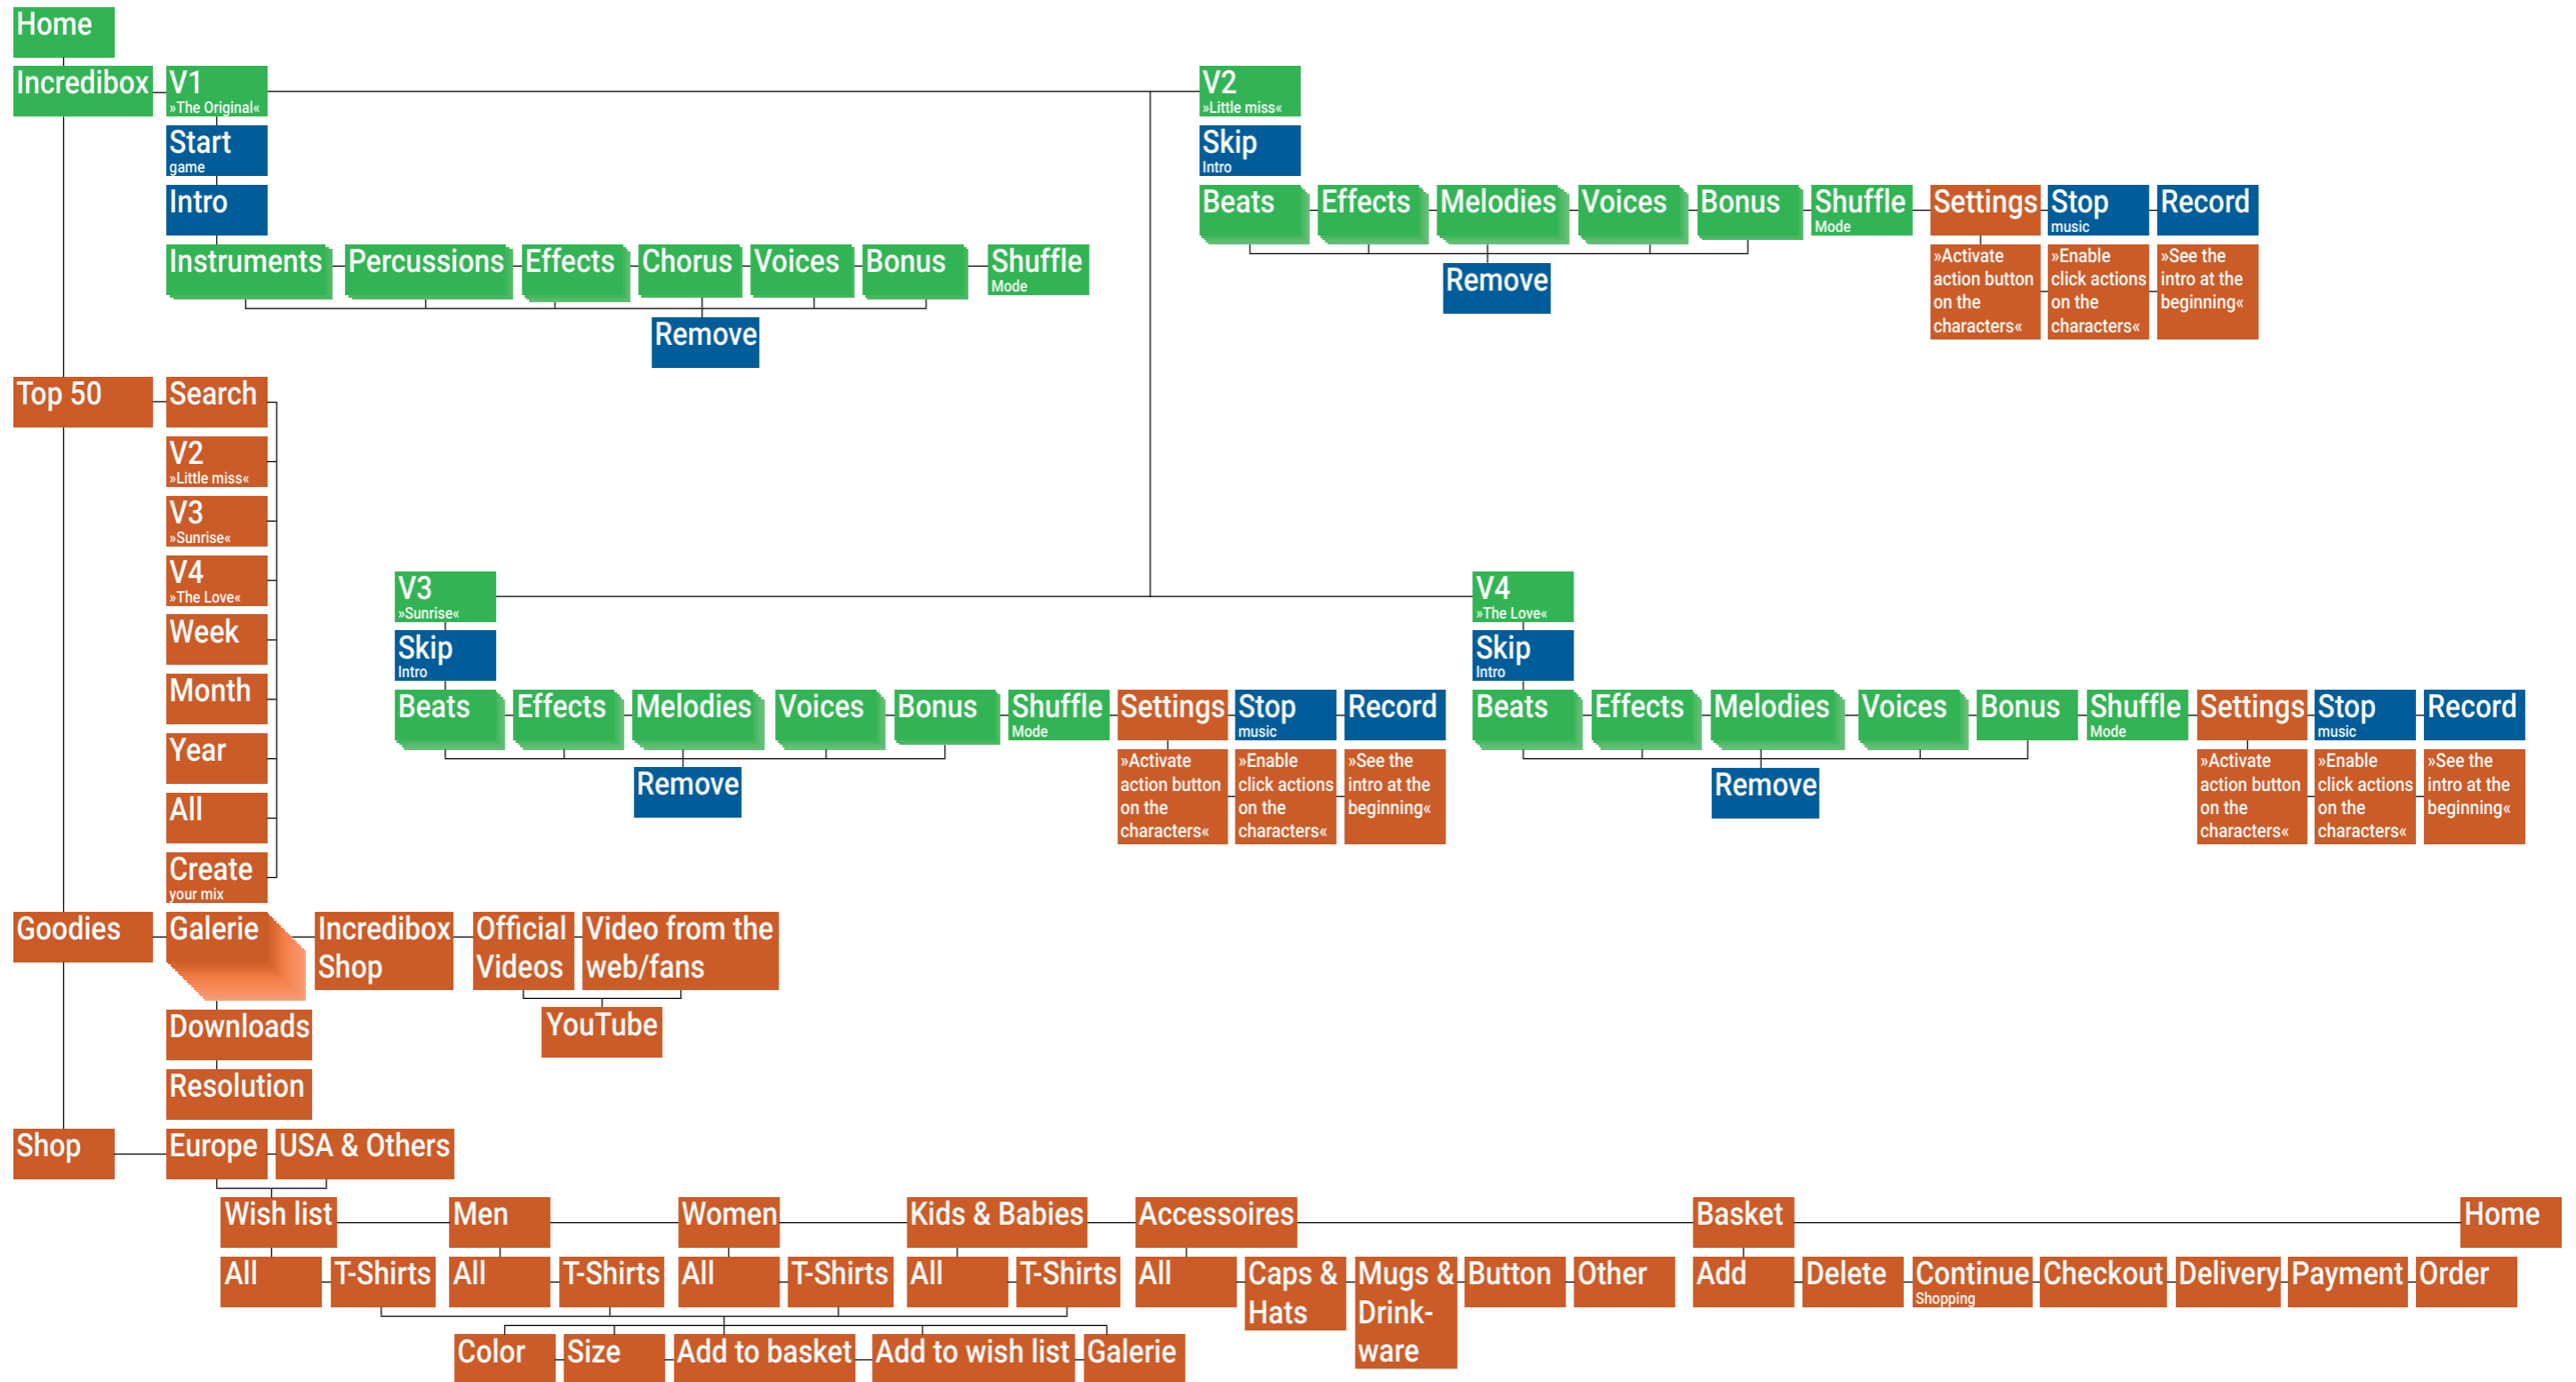 Home
Incredibox
V1
»The Original«
V2
»Little miss«
Start
game
Skip
Intro
Intro
Beats
Effects
Melodies
Voices
Bonus
Shuffle
Mode
Settings
Stop
music
Record
Instruments
Percussions
Effects
Chorus
Voices
Bonus
Shuffle
Mode
Remove
»Activate
action button
on the
characters«
»Enable
click actions
on the
characters«
»See the
intro at the
beginning«
Remove
Top 50
Search
V2
»Little miss«
V3
»Sunrise«
V4
»The Love«
Week
Month
Year
All
Create
your mix
V3
»Sunrise«
Skip
Intro
Beats
Effects
Melodies
Voices
Bonus
Shuffle
Mode
Settings
Stop
music
Record
Remove
»Activate
action button
on the
characters«
»Enable
click actions
on the
characters«
»See the
intro at the
beginning«
V4
»The Love«
Skip
Intro
Beats
Effects
Melodies
Voices
Bonus
Shuffle
Mode
Settings
Stop
music
Record
Remove
»Activate
action button
on the
characters«
»Enable
click actions
on the
characters«
»See the
intro at the
beginning«
Goodies
Galerie
Incredibox
Shop
Official
Videos
Video from the
web/fans
YouTube
Downloads
Resolution
Shop
Europe
USA & Others
Wish list
Men
Women
Kids & Babies
Accessoires
Basket
Home
All
T-Shirts
All
T-Shirts
All
T-Shirts
All
T-Shirts
All
Caps &
Hats
Mugs &
Drink-
ware
Button
Other
Add
Delete
Continue
Shopping
Checkout
Delivery
Payment
Order
Color
Size
Add to basket
Add to wish list
Galerie